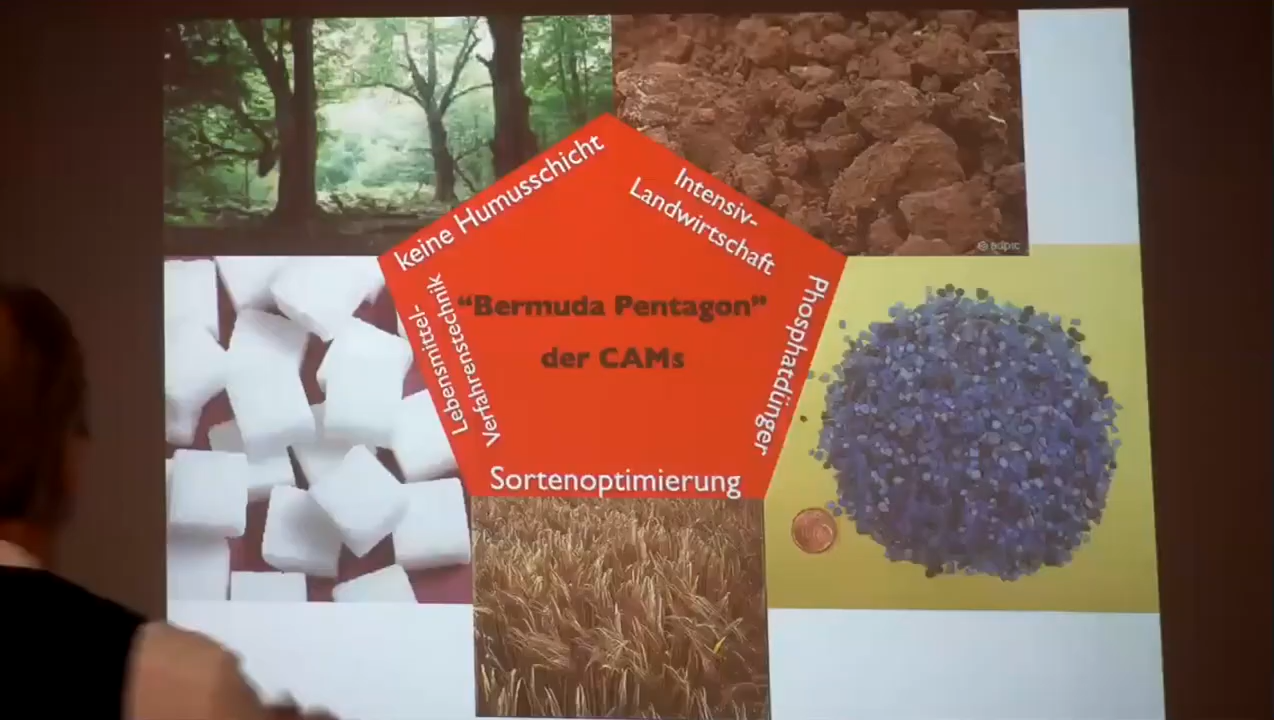 keine Humusschicht
Intensiv-
Landwirtschaft
Lebensmittel-
Verfahrenstechnik
"Bermuda Pentagon"
der CAMs
Phosphatdünger
Sortenoptimierung